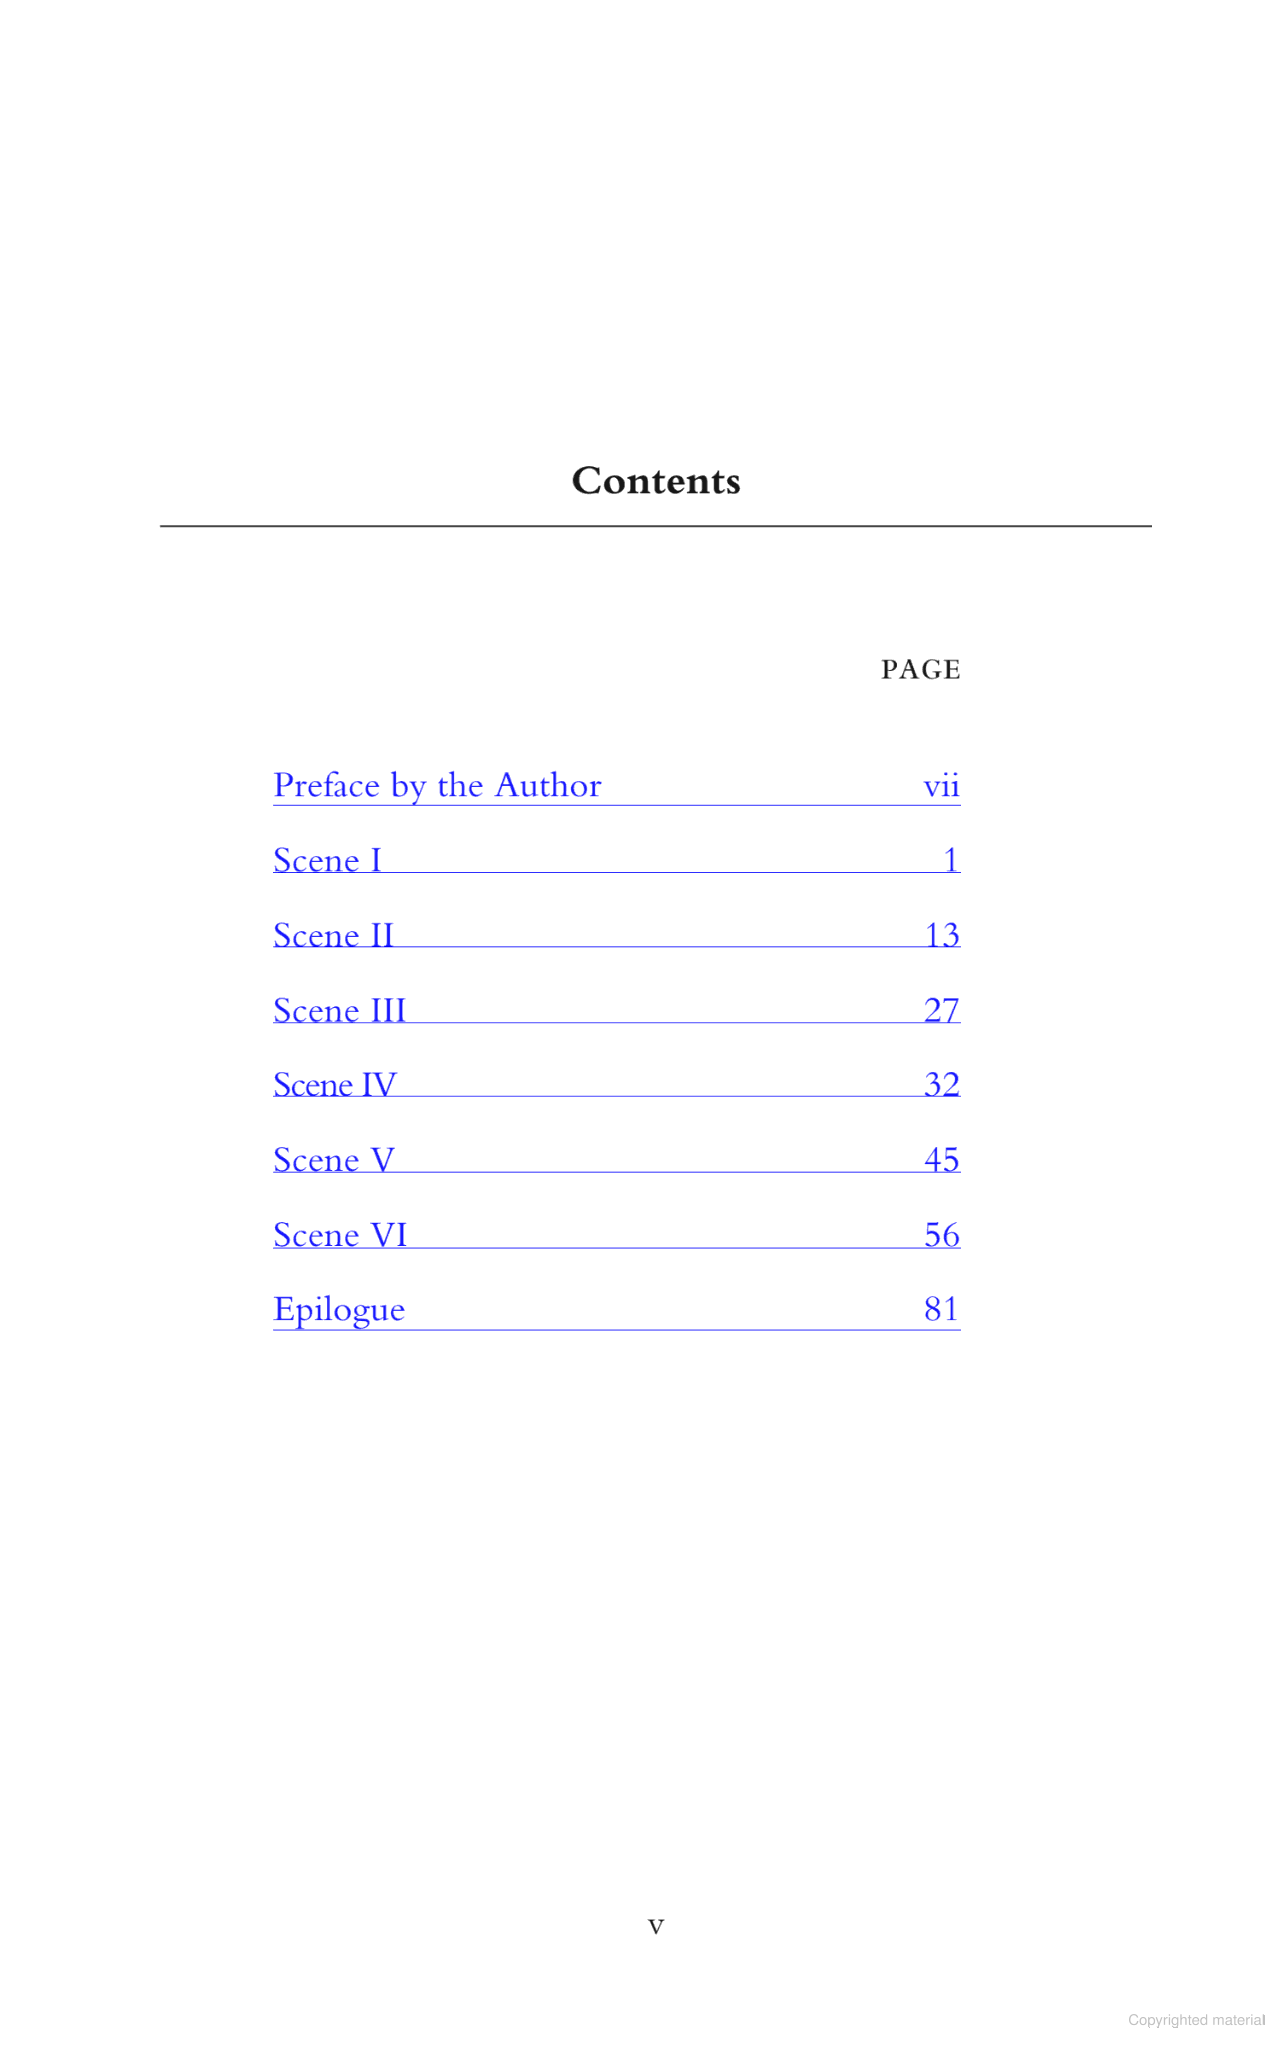 Contents
PAGE
Preface by the Author vii
Scene I 1
Scene II 13
Scene III 27
Scene IV 32
Scene V 45
Scene VI 56
Epilogue 81
v
Copyrighted material